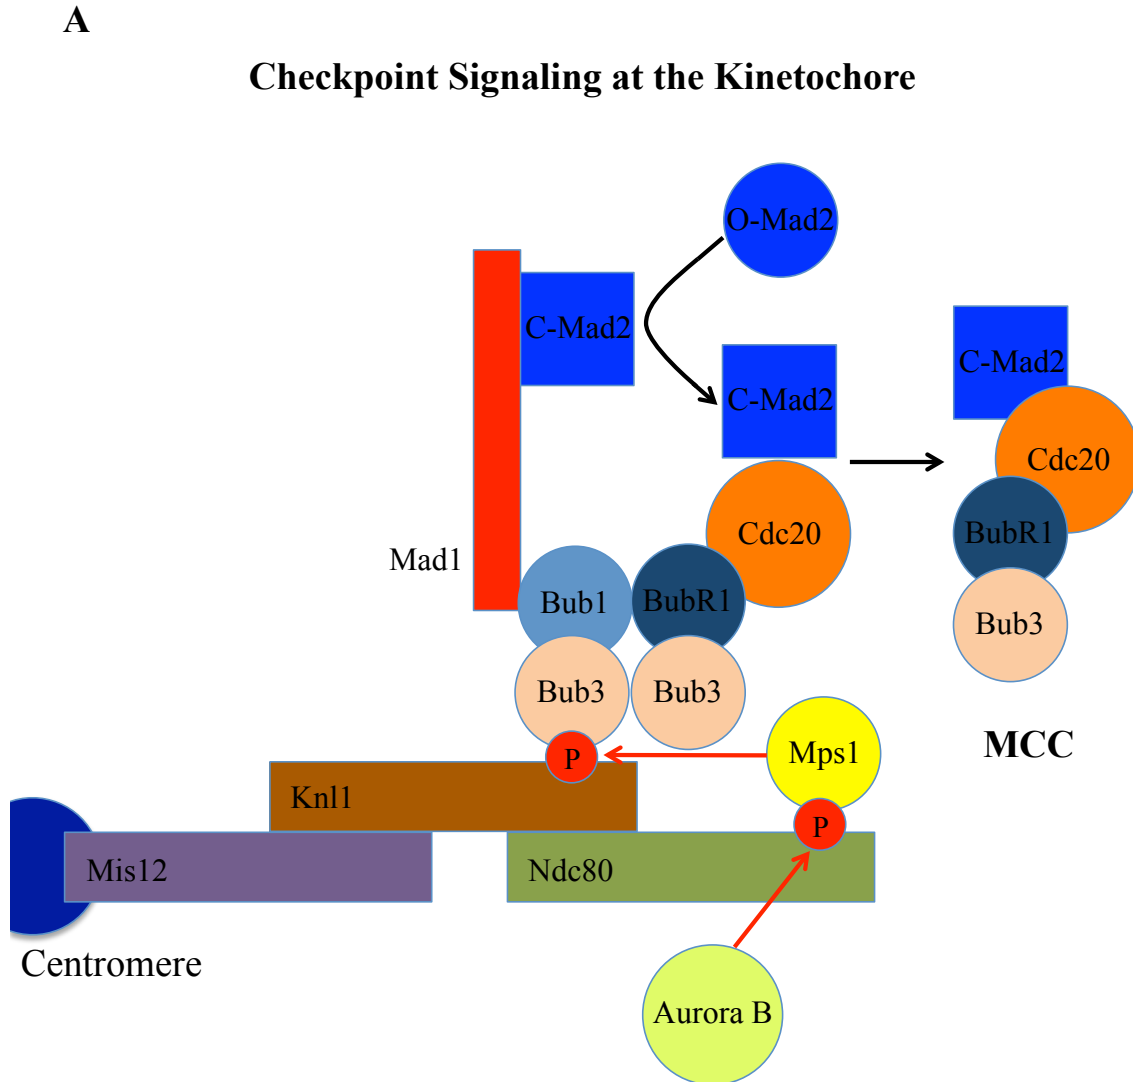 A
Checkpoint Signaling at the Kinetochore
O-Mad2
C-Mad2
C-Mad2
C-Mad2
Cdc20
Cdc20
Mad1
Bub1
BubR1
BubR1
Bub3
Bub3
Bub3
P
Mps1
MCC
Knl1
P
Mis12
Ndc80
Centromere
Aurora B